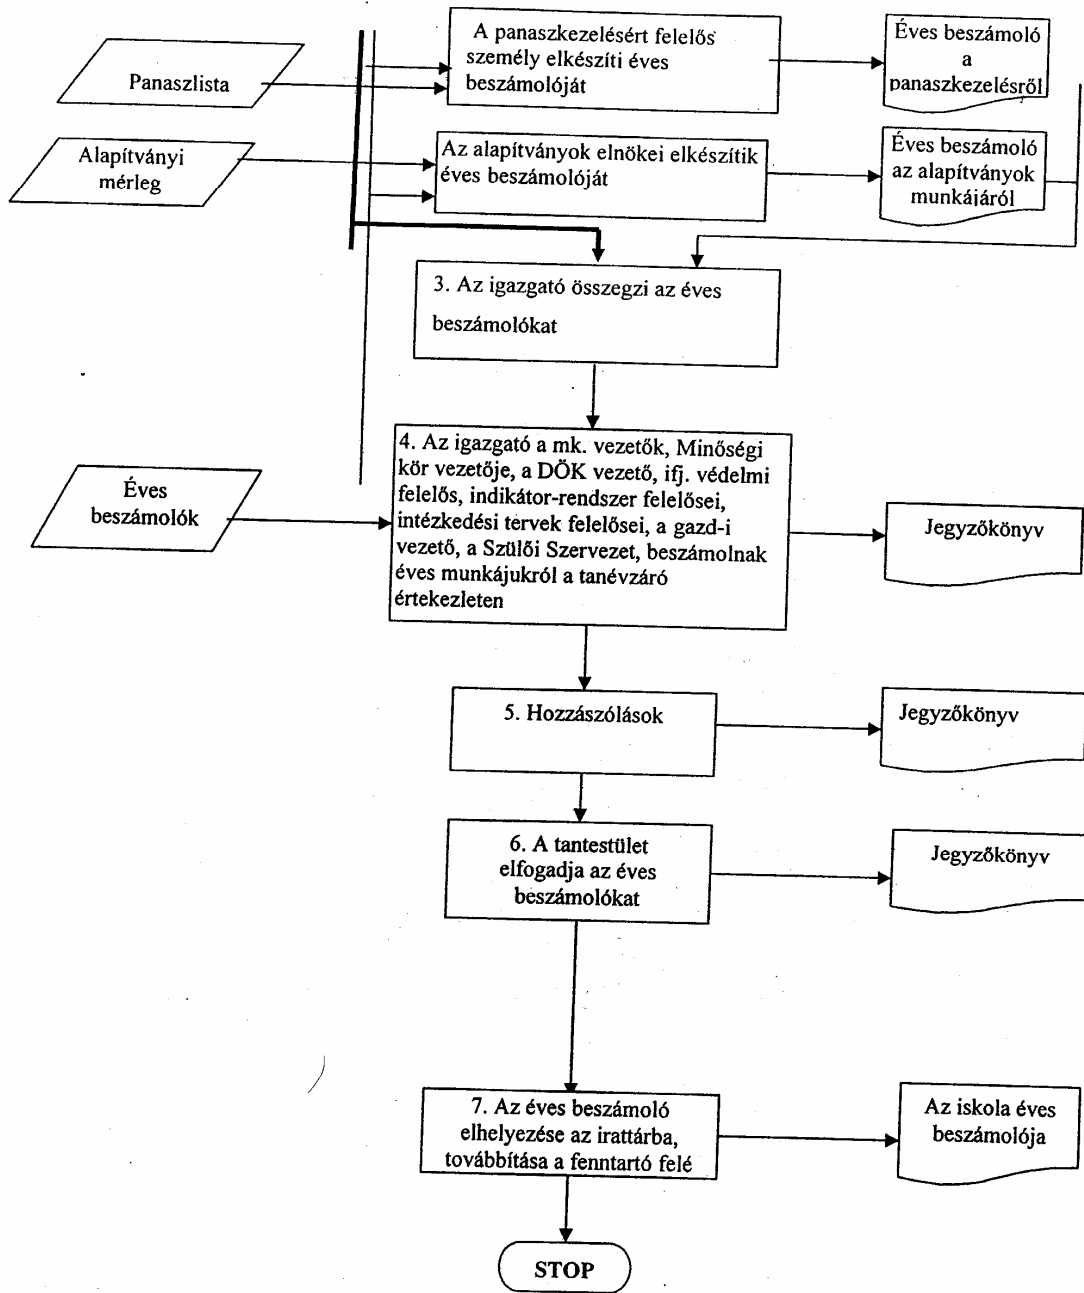 Panaszlista
A panaszkezelésért felelős
személy elkészíti éves
beszámolóját
Éves beszámoló
a
panaszkezelésről
Alapítványi
mérleg
Az alapítványok elnökei elkészítik
éves beszámolóját
Éves beszámoló
az alapítványok
munkájáról
3. Az igazgató összegzi az éves
beszámolókat
Éves
beszámolók
4. Az igazgató a mk. vezetők, Minőségi
kör vezetője, a DÖK vezető, ifj. védelmi
felelős, indikátor-rendszer felelősei,
intézkedési tervek felelősei, a gazd-i
vezető, a Szülői Szervezet, beszámolnak
éves munkájukról a tanévzáró
értekezleten
Jegyzőkönyv
5. Hozzászólások
Jegyzőkönyv
6. A tantestület
elfogadja az éves
beszámolókat
Jegyzőkönyv
7. Az éves beszámoló
elhelyezése az irattárba,
továbbítása a fenntartó felé
Az iskola éves
beszámolója
STOP